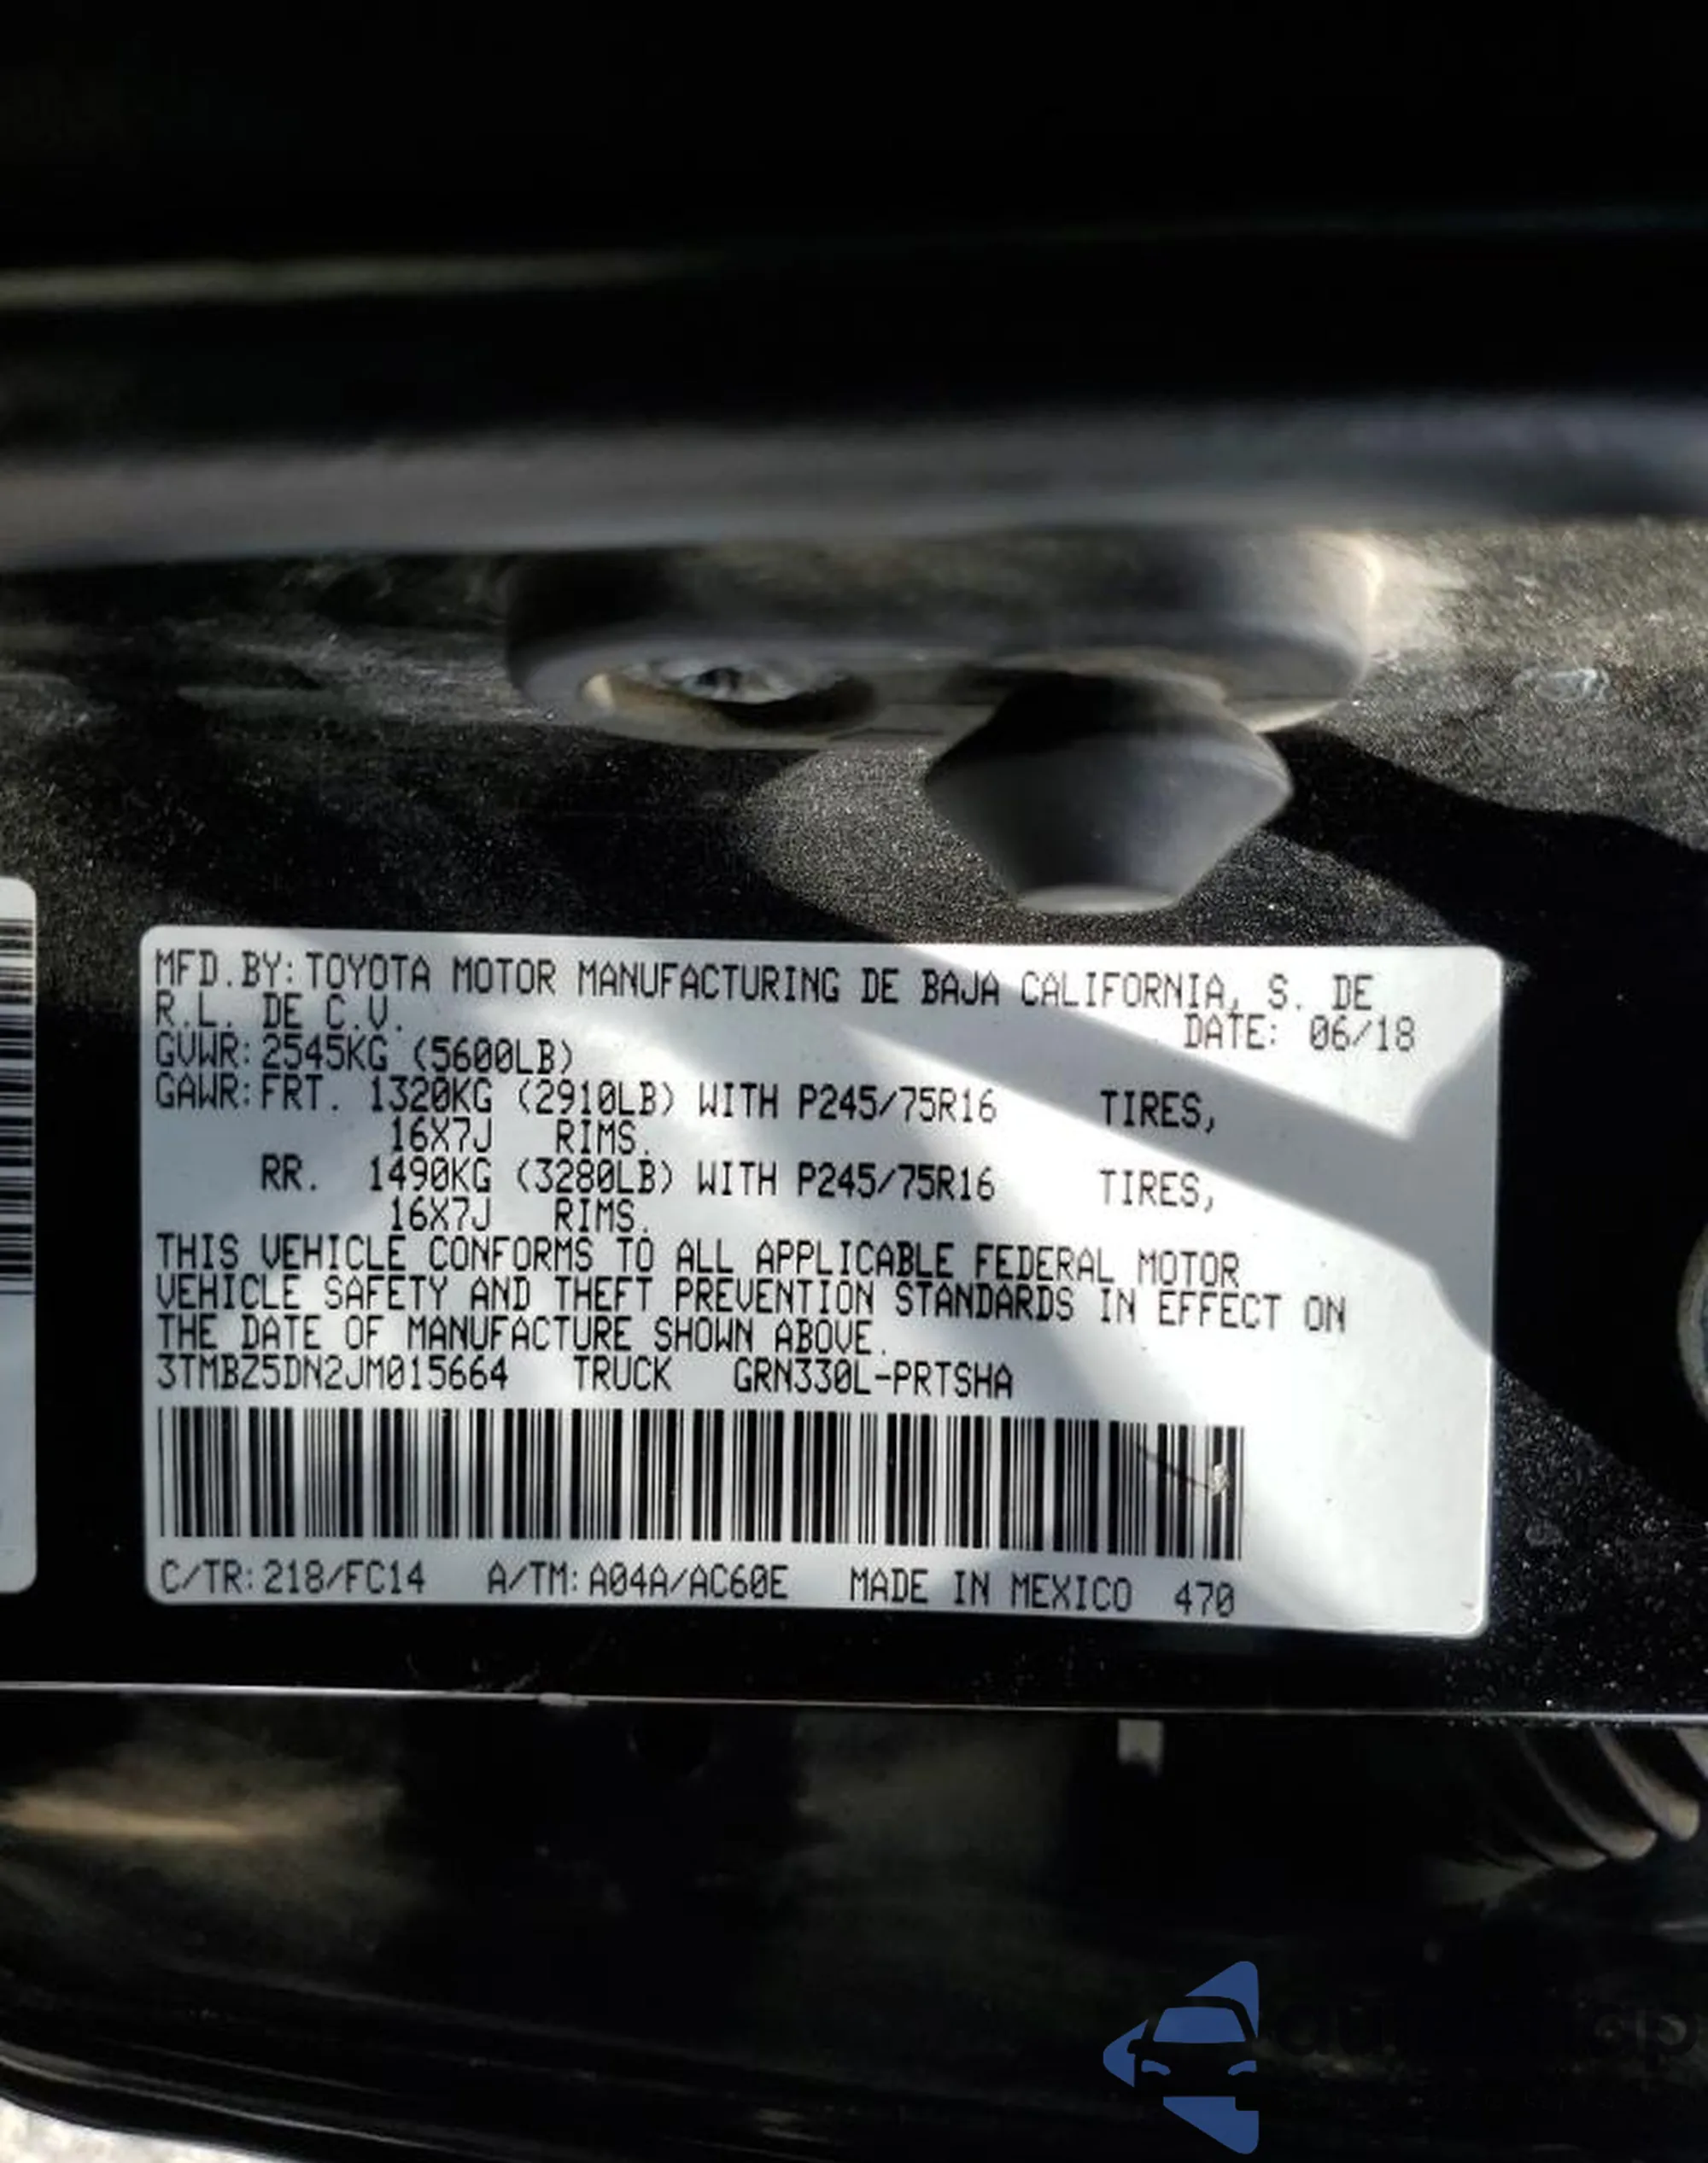 MFD.BY:TOYOTA MOTOR MANUFACTURING DE BAJA CALIFORNIA, S. DE
R.L. DE C.V.
DATE: 06/18
GVWR:2545KG (5600LB)
GAWR:FRT. 1320KG (2910LB) WITH P245/75R16 TIRES,
16X7J RIMS.
RR. 1490KG (3280LB) WITH P245/75R16 TIRES,
16X7J RIMS.
THIS VEHICLE CONFORMS TO ALL APPLICABLE FEDERAL MOTOR
VEHICLE SAFETY AND THEFT PREVENTION STANDARDS IN EFFECT ON
THE DATE OF MANUFACTURE SHOWN ABOVE.
3TMBZ5DN2JM015664 TRUCK GRN330L-PRTSHA
C/TR:218/FC14 A/TM:A04A/AC60E MADE IN MEXICO 470